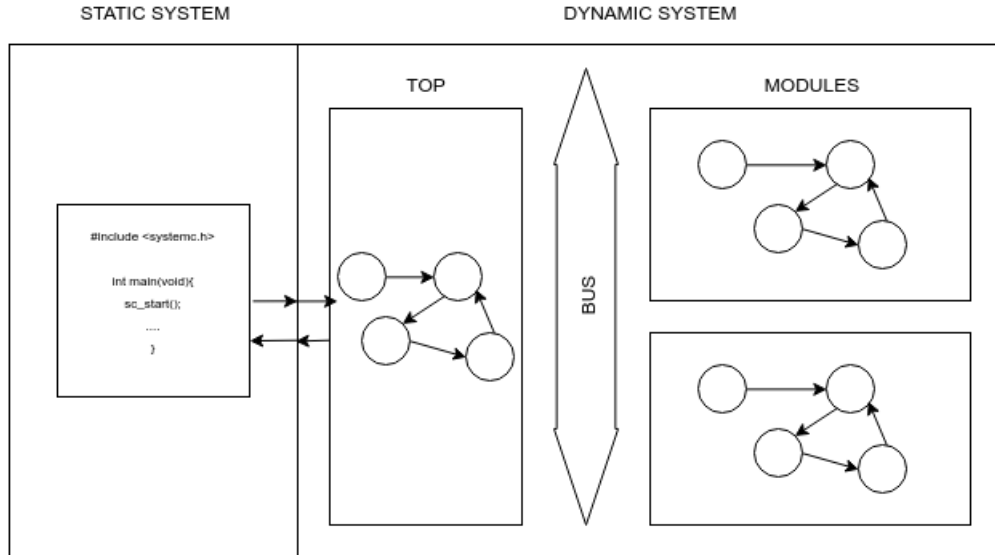 STATIC SYSTEM
DYNAMIC SYSTEM
TOP
MODULES
#include <systemc.h>
int main(void){
sc_start();
....
}
BUS